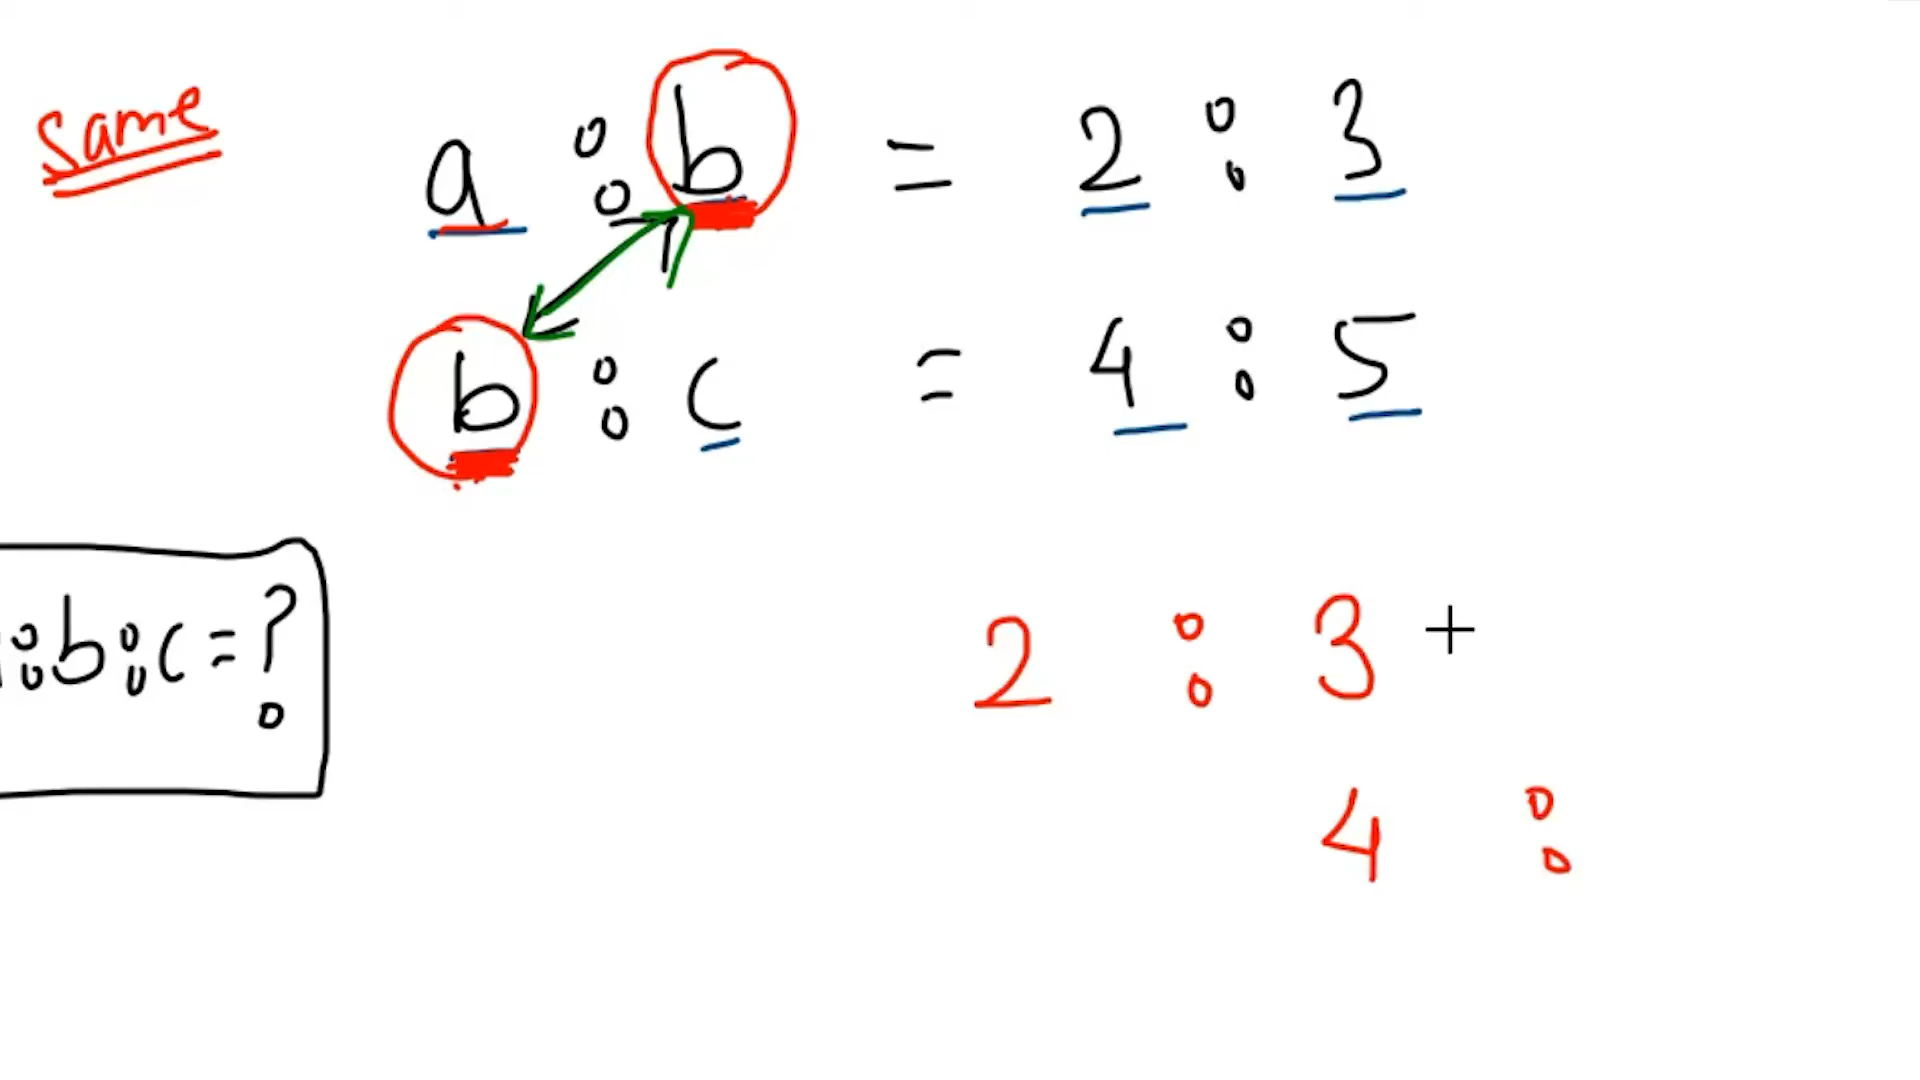 same
a : b = 2 : 3
b : c = 4 : 5
: b : c = ?
2 : 3
4 :